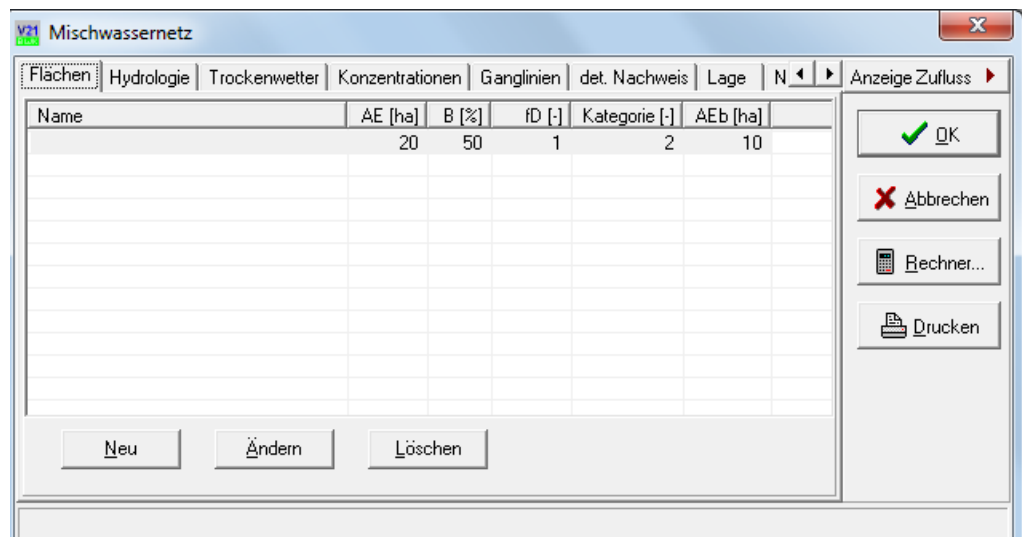 V21 Mischwassernetz
Flächen Hydrologie Trockenwetter Konzentrationen Ganglinien det. Nachweis Lage N Anzeige Zufluss
Name AE [ha] B [%] fD [-] Kategorie [-] AEb [ha]
20 50 1 2 10
OK
Abbrechen
Rechner...
Drucken
Neu Ändern Löschen